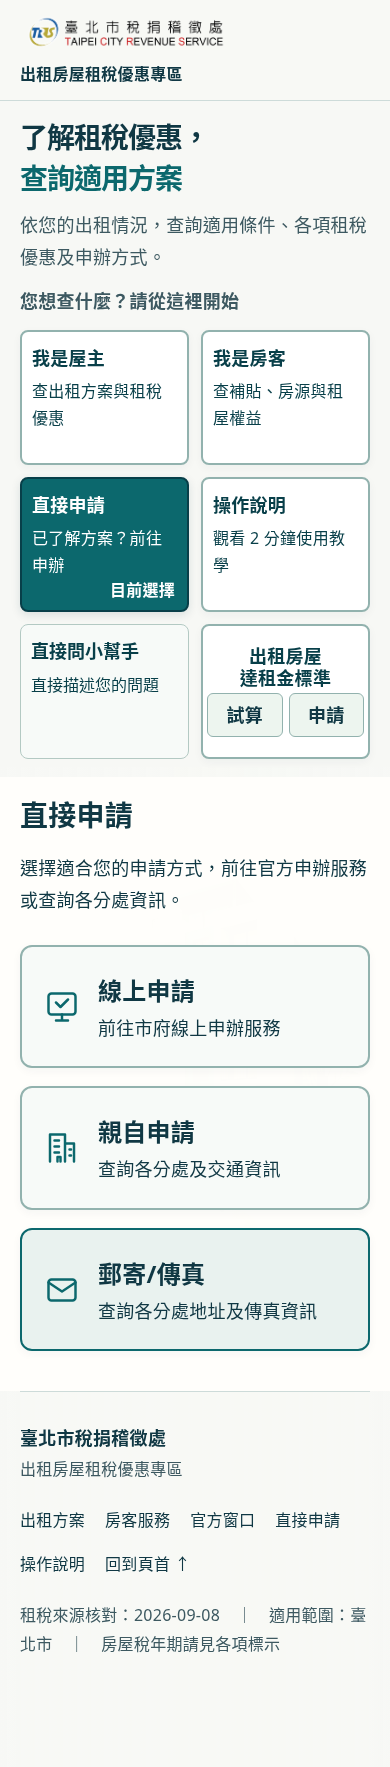 臺北市稅捐稽徵處
TAIPEI CITY REVENUE SERVICE
出租房屋租稅優惠專區
了解租稅優惠，
查詢適用方案
依您的出租情況，查詢適用條件、各項租稅
優惠及申辦方式。
您想查什麼？請從這裡開始
我是屋主
查出租方案與租稅
優惠
我是房客
查補貼、房源與租
屋權益
直接申請
已了解方案？前往
申辦
目前選擇
操作說明
觀看 2 分鐘使用教
學
直接問小幫手
直接描述您的問題
出租房屋
達租金標準
試算
申請
直接申請
選擇適合您的申請方式，前往官方申辦服務
或查詢各分處資訊。
線上申請
前往市府線上申辦服務
親自申請
查詢各分處及交通資訊
郵寄/傳真
查詢各分處地址及傳真資訊
臺北市稅捐稽徵處
出租房屋租稅優惠專區
出租方案 房客服務 官方窗口 直接申請
操作說明 回到頁首 ↑
租稅來源核對：2026-09-08 ｜ 適用範圍：臺
北市 ｜ 房屋稅年期請見各項標示